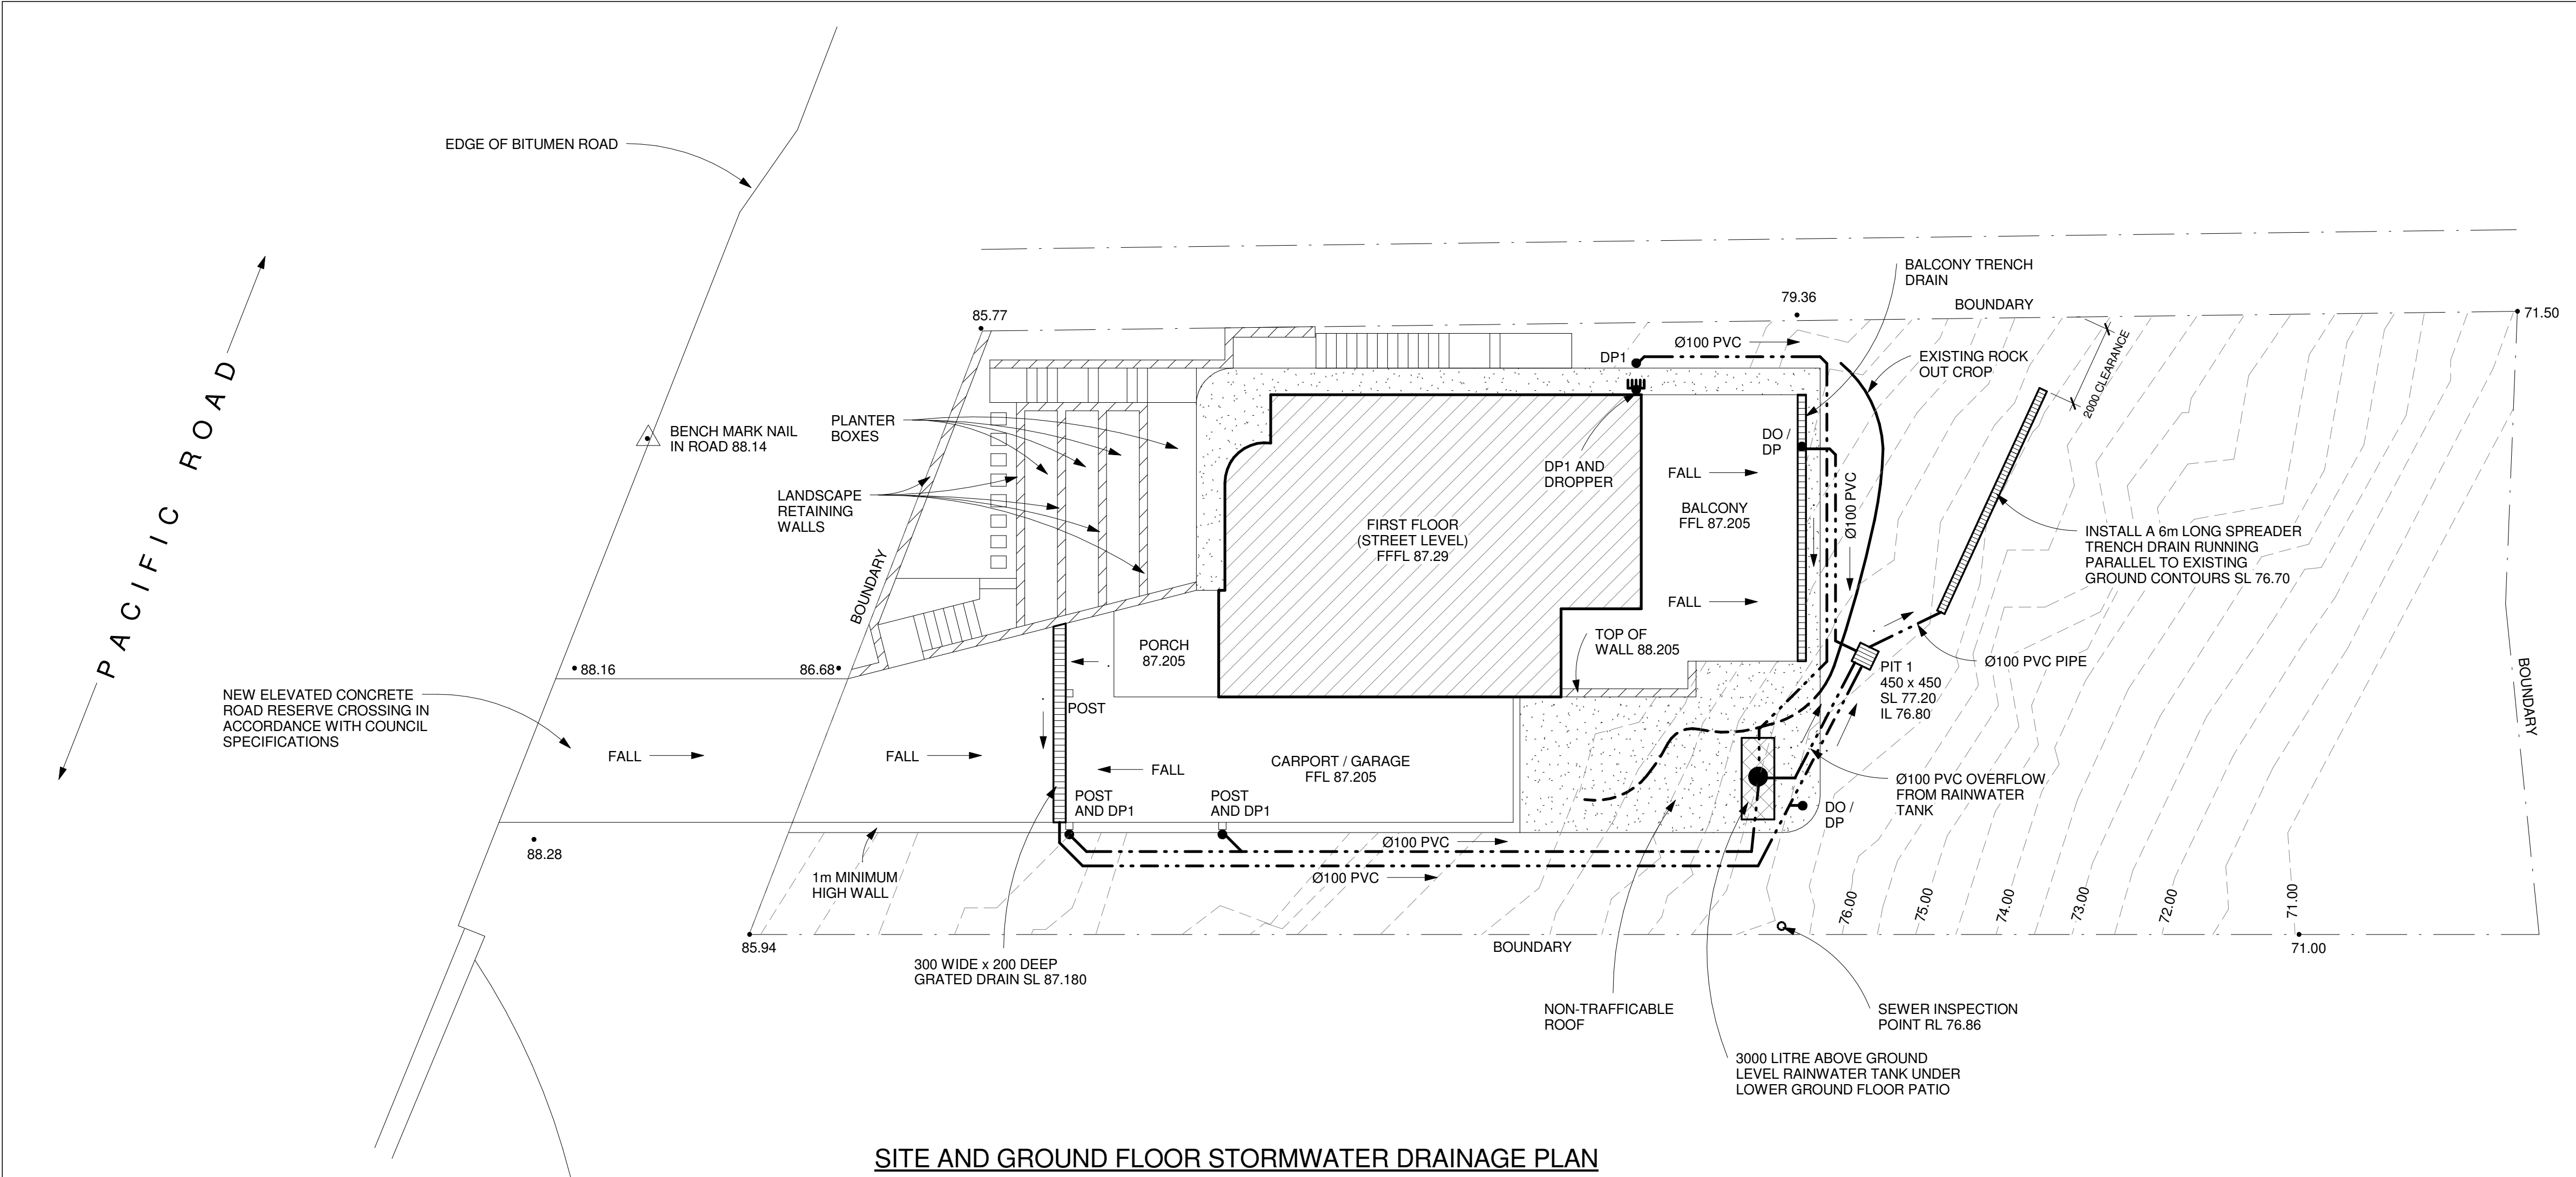 EDGE OF BITUMEN ROAD
PACIFIC ROAD
BENCH MARK NAIL
IN ROAD 88.14
85.77
PLANTER
BOXES
LANDSCAPE
RETAINING
WALLS
BOUNDARY
88.16
86.68
NEW ELEVATED CONCRETE
ROAD RESERVE CROSSING IN
ACCORDANCE WITH COUNCIL
SPECIFICATIONS
FALL
FALL
88.28
1m MINIMUM
HIGH WALL
85.94
300 WIDE x 200 DEEP
GRATED DRAIN SL 87.180
PORCH
87.205
POST
FALL
POST
AND DP1
POST
AND DP1
CARPORT / GARAGE
FFL 87.205
FIRST FLOOR
(STREET LEVEL)
FFFL 87.29
DP1
Ø100 PVC
DP1 AND
DROPPER
79.36
BALCONY TRENCH
DRAIN
BOUNDARY
71.50
EXISTING ROCK
OUT CROP
2000 CLEARANCE
DO /
DP
FALL
BALCONY
FFL 87.205
FALL
Ø100 PVC
TOP OF
WALL 88.205
INSTALL A 6m LONG SPREADER
TRENCH DRAIN RUNNING
PARALLEL TO EXISTING
GROUND CONTOURS SL 76.70
Ø100 PVC PIPE
PIT 1
450 x 450
SL 77.20
IL 76.80
BOUNDARY
Ø100 PVC OVERFLOW
FROM RAINWATER
TANK
DO /
DP
Ø100 PVC
Ø100 PVC
76.00
75.00
74.00
73.00
72.00
71.00
71.00
BOUNDARY
NON-TRAFFICABLE
ROOF
SEWER INSPECTION
POINT RL 76.86
3000 LITRE ABOVE GROUND
LEVEL RAINWATER TANK UNDER
LOWER GROUND FLOOR PATIO
SITE AND GROUND FLOOR STORMWATER DRAINAGE PLAN